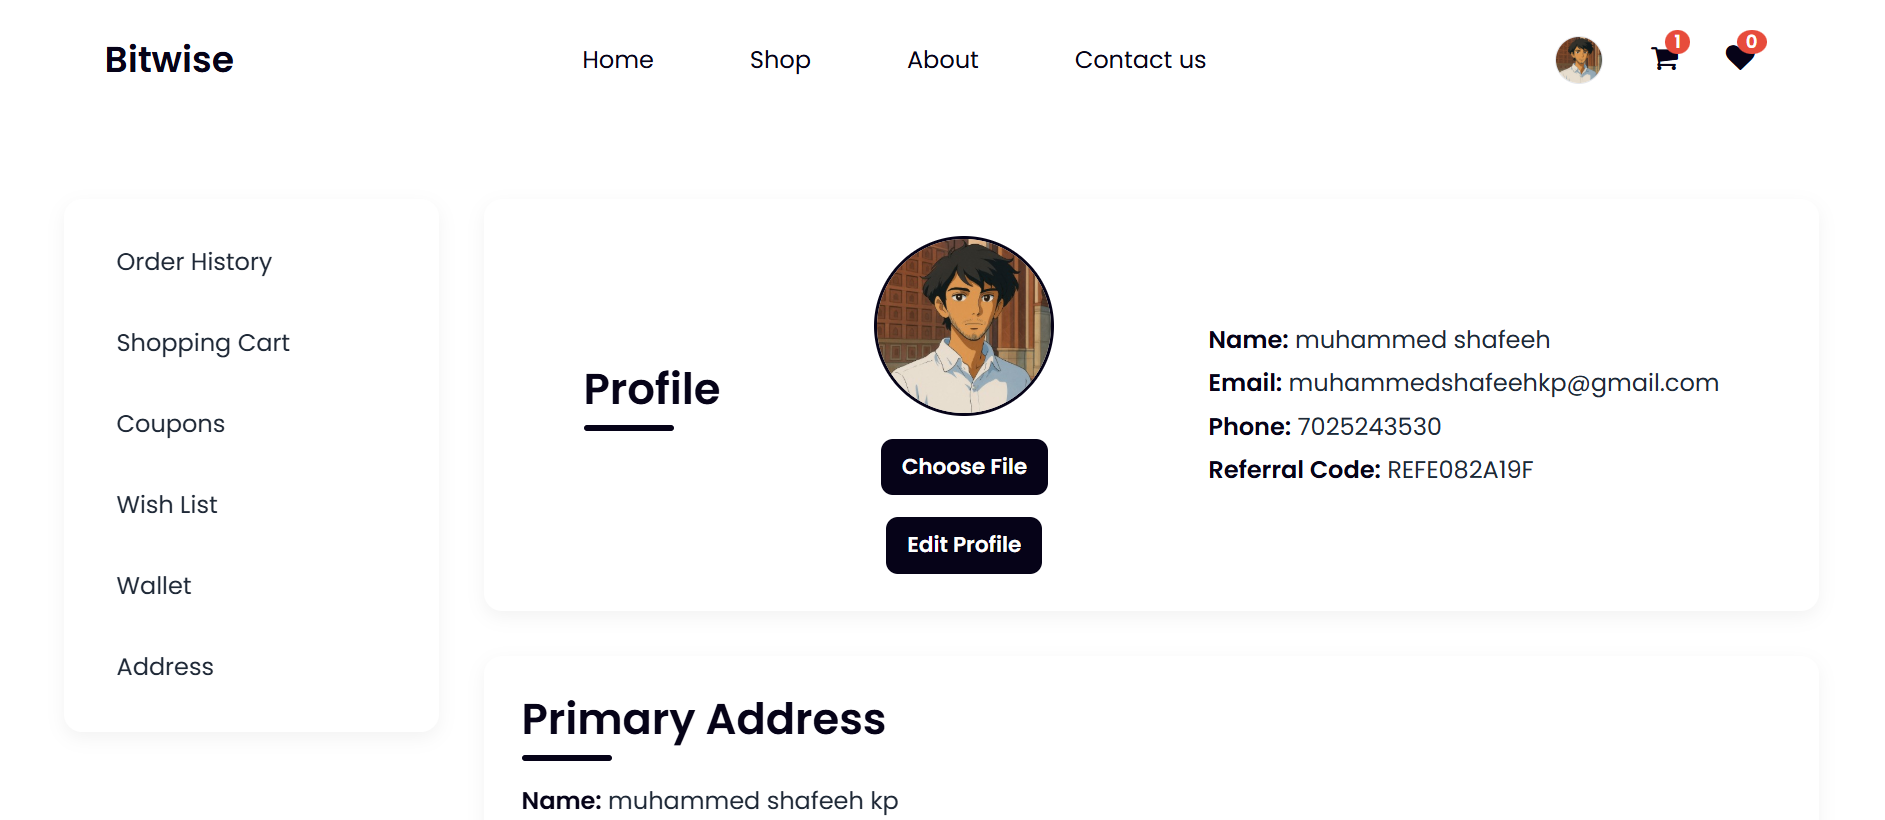 Bitwise
Home
Shop
About
Contact us
1
0
Order History
Shopping Cart
Coupons
Wish List
Wallet
Address
Profile
Choose File
Edit Profile
Name: muhammed shafeeh
Email: muhammedshafeehkp@gmail.com
Phone: 7025243530
Referral Code: REFE082A19F
Primary Address
Name: muhammed shafeeh kp